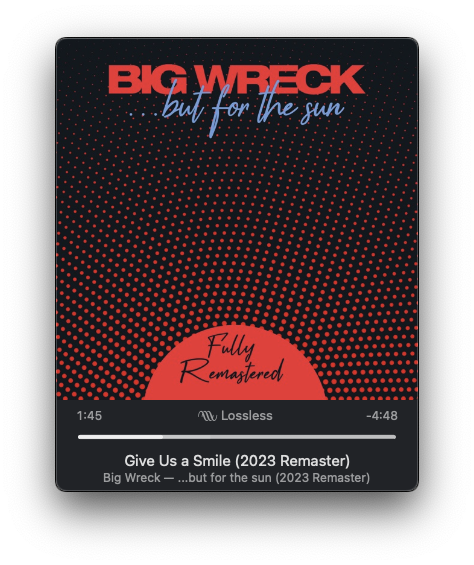 BIG WRECK
...but for the sun
Fully
Remastered
1:45 Lossless -4:48
Give Us a Smile (2023 Remaster)
Big Wreck — ...but for the sun (2023 Remaster)